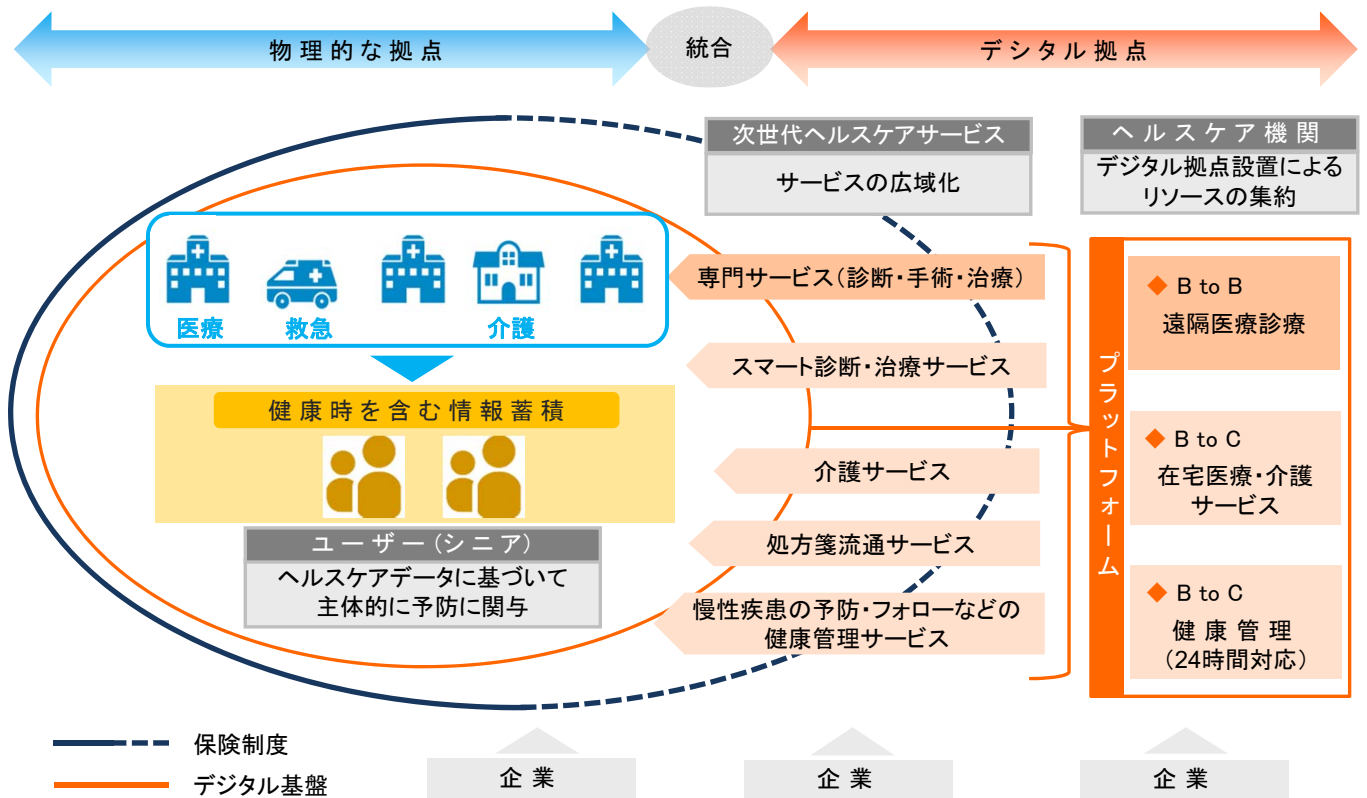 物理的な拠点
統合
デシタル拠点
次世代ヘルスケアサービス
サービスの広域化
ヘルスケア機関
デジタル拠点設置による
リソースの集約
医療
救急
介護
健康時を含む情報蓄積
ユーザー(シニア)
ヘルスケアデータに基づいて
主体的に予防に関与
専門サービス(診断・手術・治療)
スマート診断・治療サービス
介護サービス
処方箋流通サービス
慢性疾患の予防・フォローなどの
健康管理サービス
プラットフォーム
◆ B to B
遠隔医療診療
◆ B to C
在宅医療・介護
サービス
◆ B to C
健康管理
(24時間対応)
保険制度
デジタル基盤
企業
企業
企業